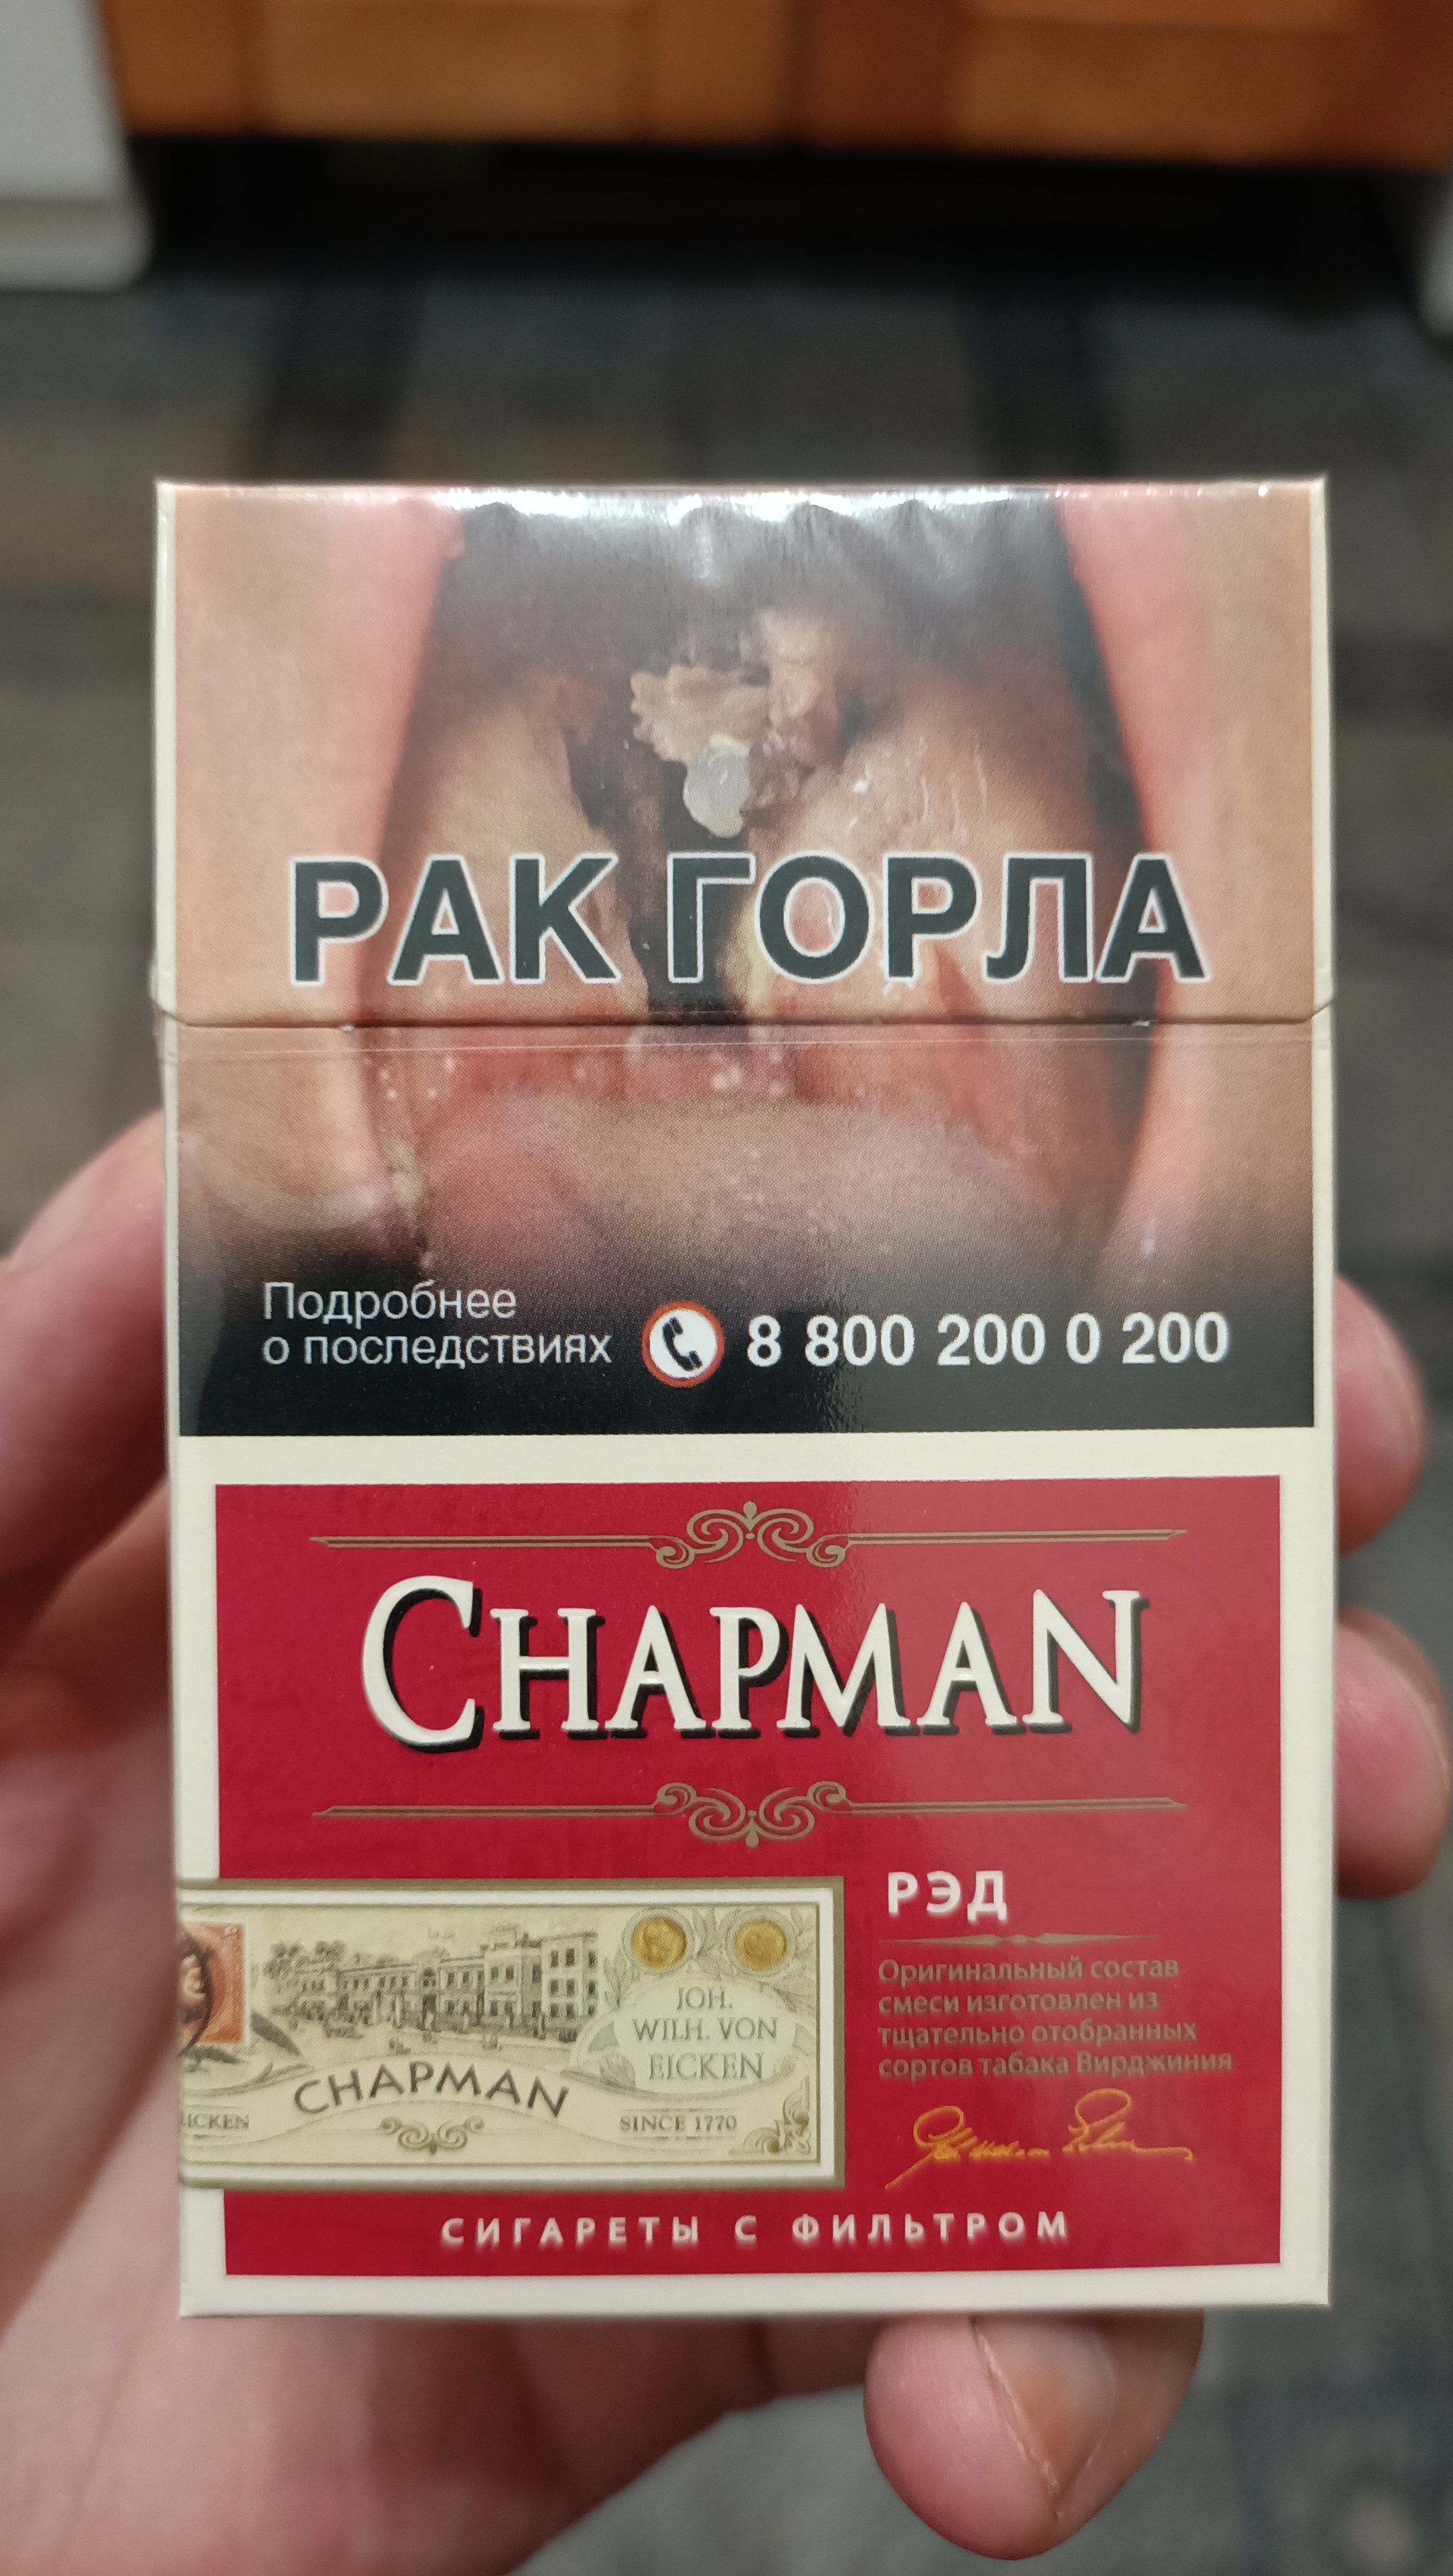 РАК ГОРЛА
Подробнее
о последствиях
8 800 200 0 200
CHAPMAN
РЭД
Оригинальный состав
смеси изготовлен из
тщательно отобранных
сортов табака Вирджиния
JOH.
WILH. VON
EICKEN
CHAPMAN
ICKEN
SINCE 1770
СИГАРЕТЫ С ФИЛЬТРОМ